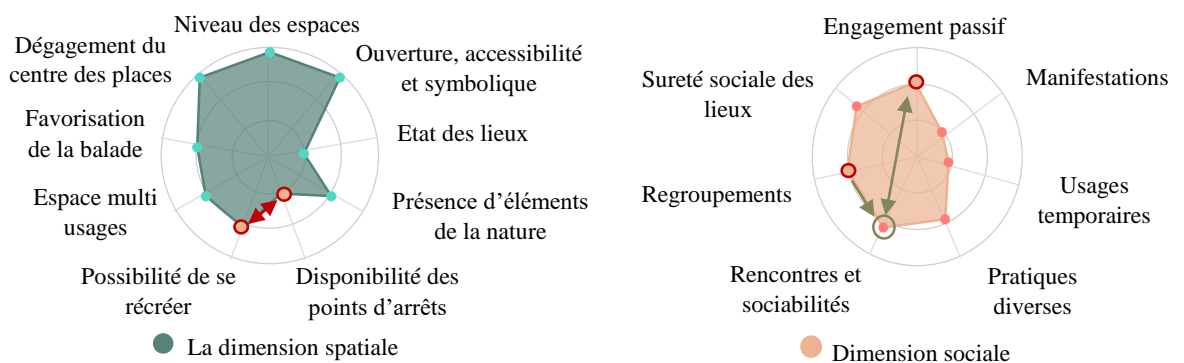 Niveau des espaces
Dégagement du
centre des places
Ouverture, accessibilité
et symbolique
Favorisation
de la balade
Etat des lieux
Espace multi
usages
Présence d’éléments
de la nature
Possibilité de se
récréer
Disponibilité des
points d’arrêts
La dimension spatiale
Engagement passif
Sureté sociale des
lieux
Manifestations
Regroupements
Usages
temporaires
Rencontres et
sociabilités
Pratiques
diverses
Dimension sociale